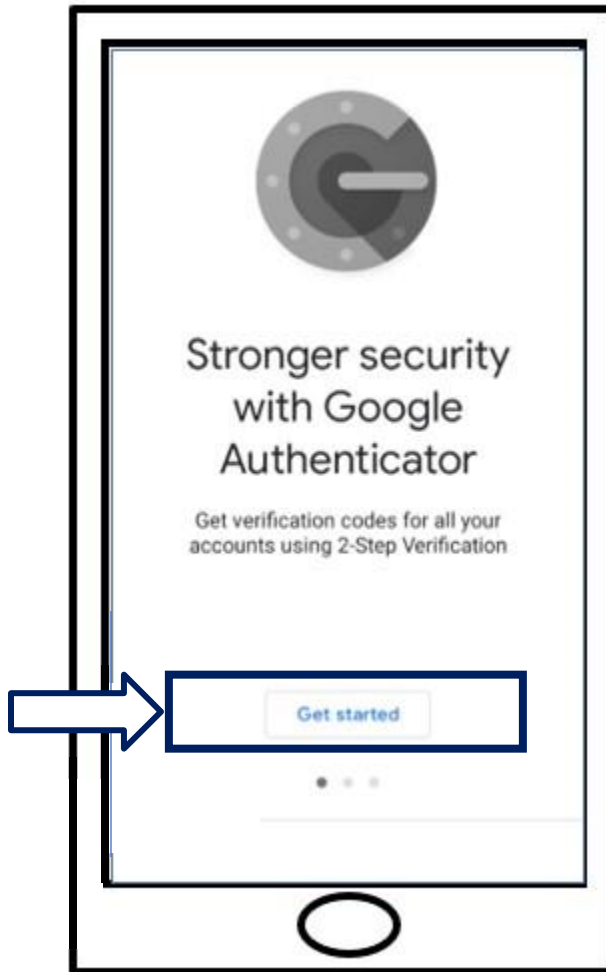 Stronger security
with Google
Authenticator
Get verification codes for all your
accounts using 2-Step Verification
Get started